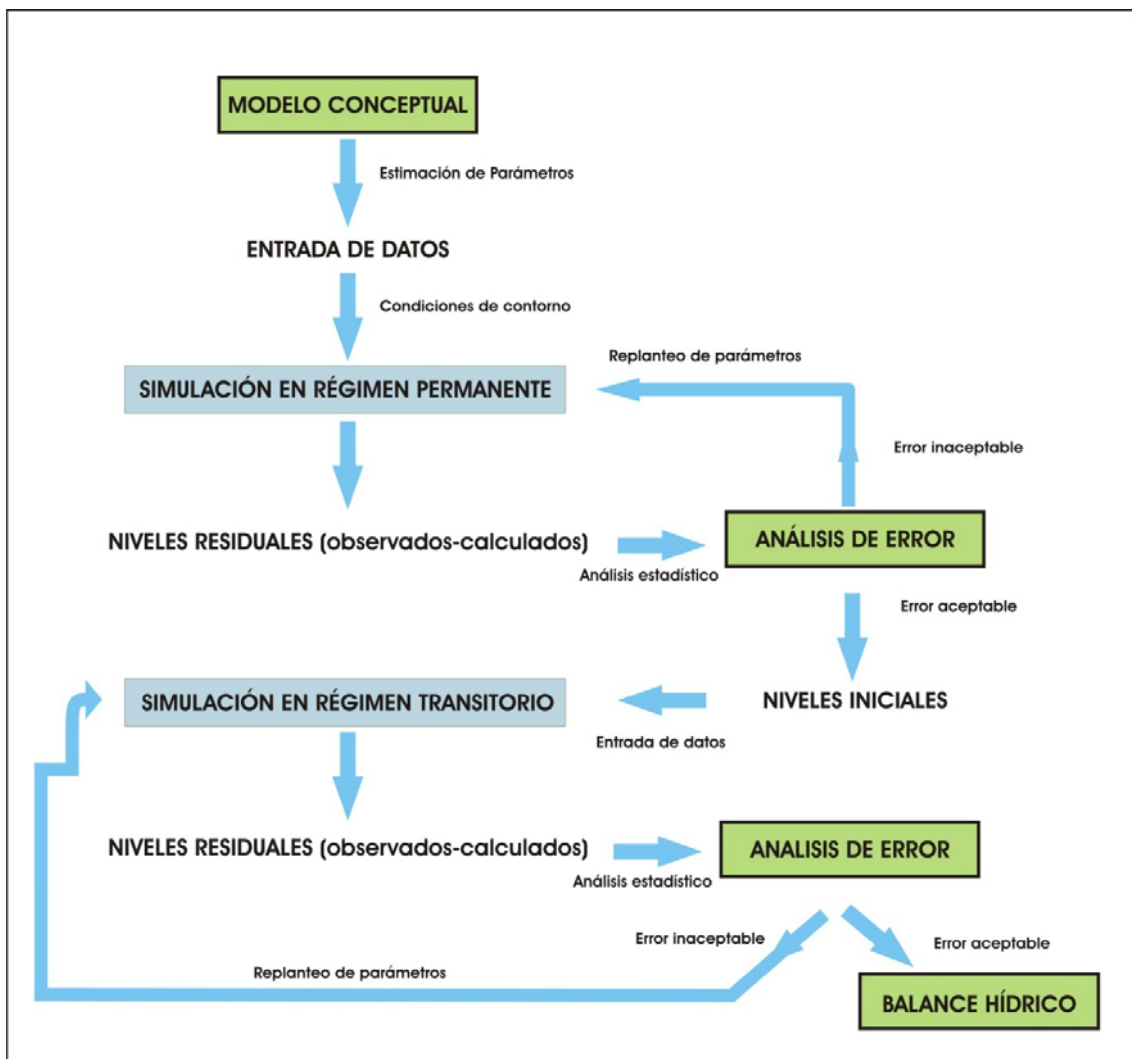 MODELO CONCEPTUAL
Estimación de Parámetros
ENTRADA DE DATOS
Condiciones de contorno
Replanteo de parámetros
SIMULACIÓN EN RÉGIMEN PERMANENTE
Error inaceptable
NIVELES RESIDUALES (observados-calculados)
Análisis estadístico
ANÁLISIS DE ERROR
Error aceptable
NIVELES INICIALES
Entrada de datos
SIMULACIÓN EN RÉGIMEN TRANSITORIO
NIVELES RESIDUALES (observados-calculados)
Análisis estadístico
ANALISIS DE ERROR
Error inaceptable
Error aceptable
Replanteo de parámetros
BALANCE HÍDRICO